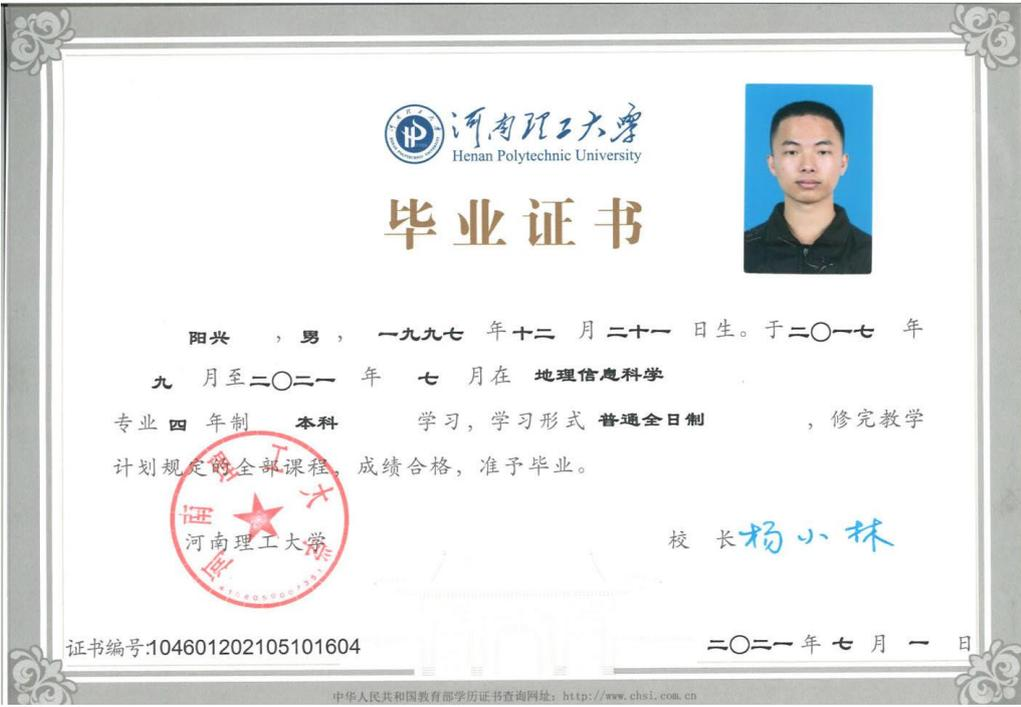 河南理工大学
Henan Polytechnic University
毕业证书
阳兴 ，男， 一九九七 年 十二 月 二十一 日生。于二〇一七 年
九 月至二〇二一 年 七 月在 地理信息科学
专业 四 年制 本科 学习，学习形式 普通全日制 ，修完教学
计划规定的全部课程，成绩合格，准予毕业。
河南理工大学
河南理工大学
校 长 杨小林
证书编号:104601202105101604
二〇二一 年 七 月 一 日
中华人民共和国教育部学历证书查询网址：http://www.chsi.com.cn